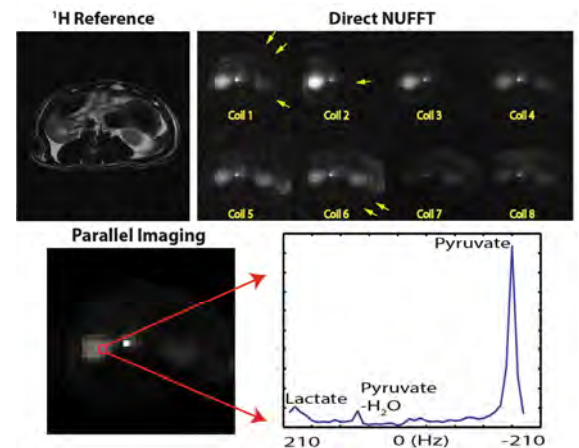 ¹H Reference
Direct NUFFT
Coil 1
Coil 2
Coil 3
Coil 4
Coil 5
Coil 6
Coil 7
Coil 8
Parallel Imaging
Pyruvate
Lactate
Pyruvate
-H₂O
210
0 (Hz)
-210